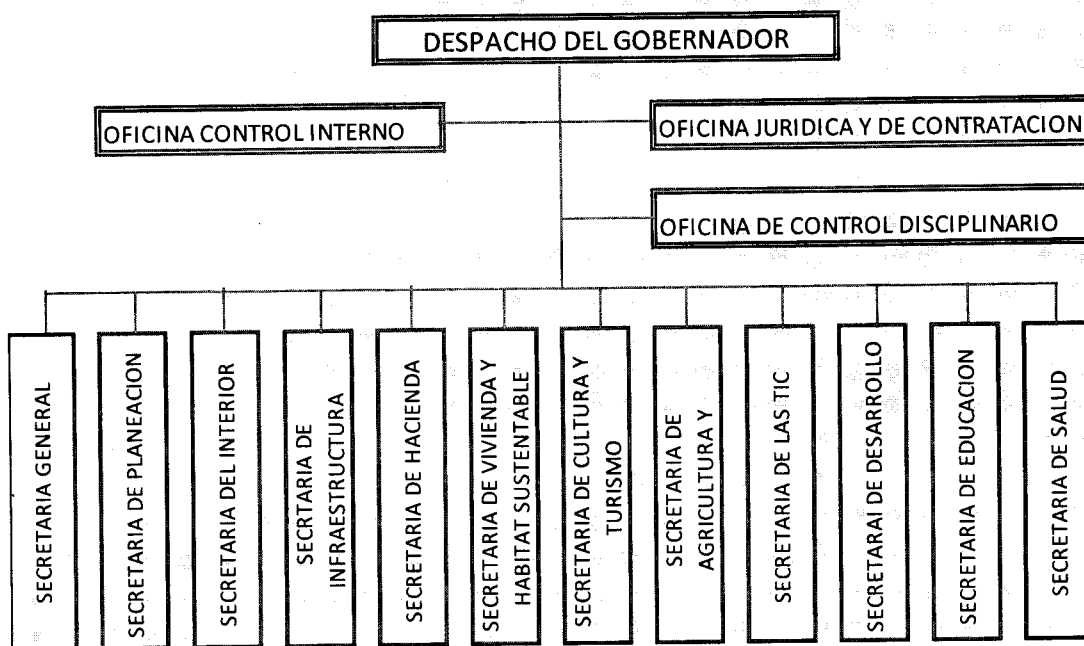 DESPACHO DEL GOBERNADOR
OFICINA CONTROL INTERNO
OFICINA JURIDICA Y DE CONTRATACION
OFICINA DE CONTROL DISCIPLINARIO
SECRETARIA GENERAL
SECRETARIA DE PLANEACION
SECRETARIA DEL INTERIOR
SECRTARIA DE
INFRAESTRUCTURA
SECRETARIA DE HACIENDA
SECRETARIA DE VIVIENDA Y
HABITAT SUSTENTABLE
SECRETARIA DE CULTURA Y
TURISMO
SECRETARIA DE
AGRICULTURA Y
SECRETARIA DE LAS TIC
SECRETARAI DE DESARROLLO
SECRETARIA DE EDUCACION
SECRETARIA DE SALUD